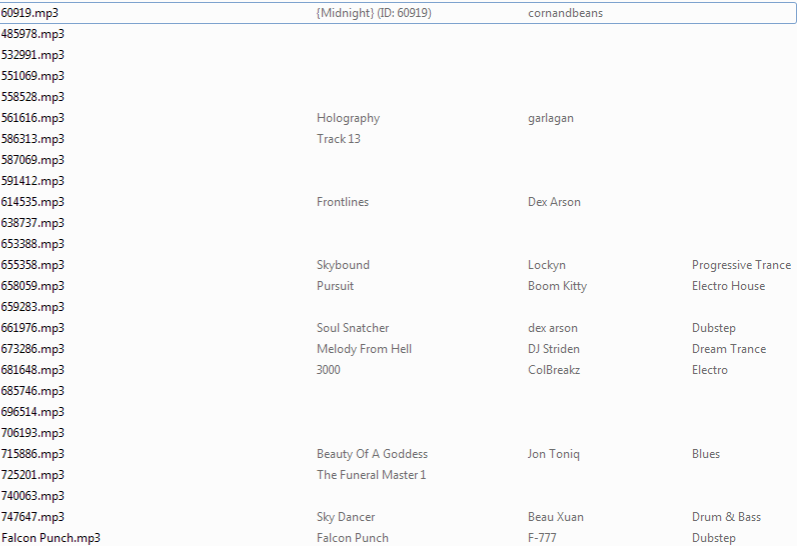 60919.mp3 {Midnight} (ID: 60919) cornandbeans
485978.mp3
532991.mp3
551069.mp3
558528.mp3
561616.mp3 Holography garlagan
586313.mp3 Track 13
587069.mp3
591412.mp3
614535.mp3 Frontlines Dex Arson
638737.mp3
653388.mp3
655358.mp3 Skybound Lockyn Progressive Trance
658059.mp3 Pursuit Boom Kitty Electro House
659283.mp3
661976.mp3 Soul Snatcher dex arson Dubstep
673286.mp3 Melody From Hell DJ Striden Dream Trance
681648.mp3 3000 ColBreakz Electro
685746.mp3
696514.mp3
706193.mp3
715886.mp3 Beauty Of A Goddess Jon Toniq Blues
725201.mp3 The Funeral Master 1
740063.mp3
747647.mp3 Sky Dancer Beau Xuan Drum & Bass
Falcon Punch.mp3 Falcon Punch F-777 Dubstep